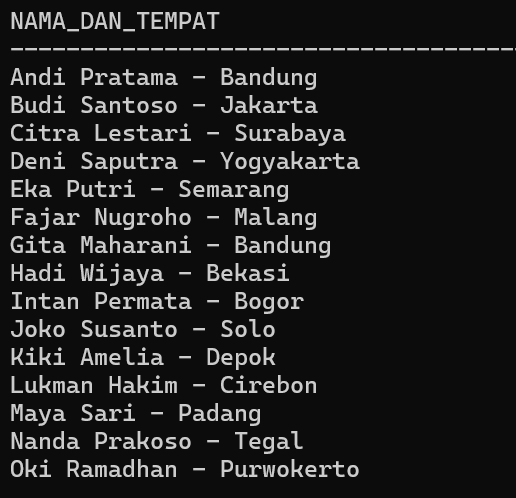 NAMA_DAN_TEMPAT
------------------------------------
Andi Pratama - Bandung
Budi Santoso - Jakarta
Citra Lestari - Surabaya
Deni Saputra - Yogyakarta
Eka Putri - Semarang
Fajar Nugroho - Malang
Gita Maharani - Bandung
Hadi Wijaya - Bekasi
Intan Permata - Bogor
Joko Susanto - Solo
Kiki Amelia - Depok
Lukman Hakim - Cirebon
Maya Sari - Padang
Nanda Prakoso - Tegal
Oki Ramadhan - Purwokerto